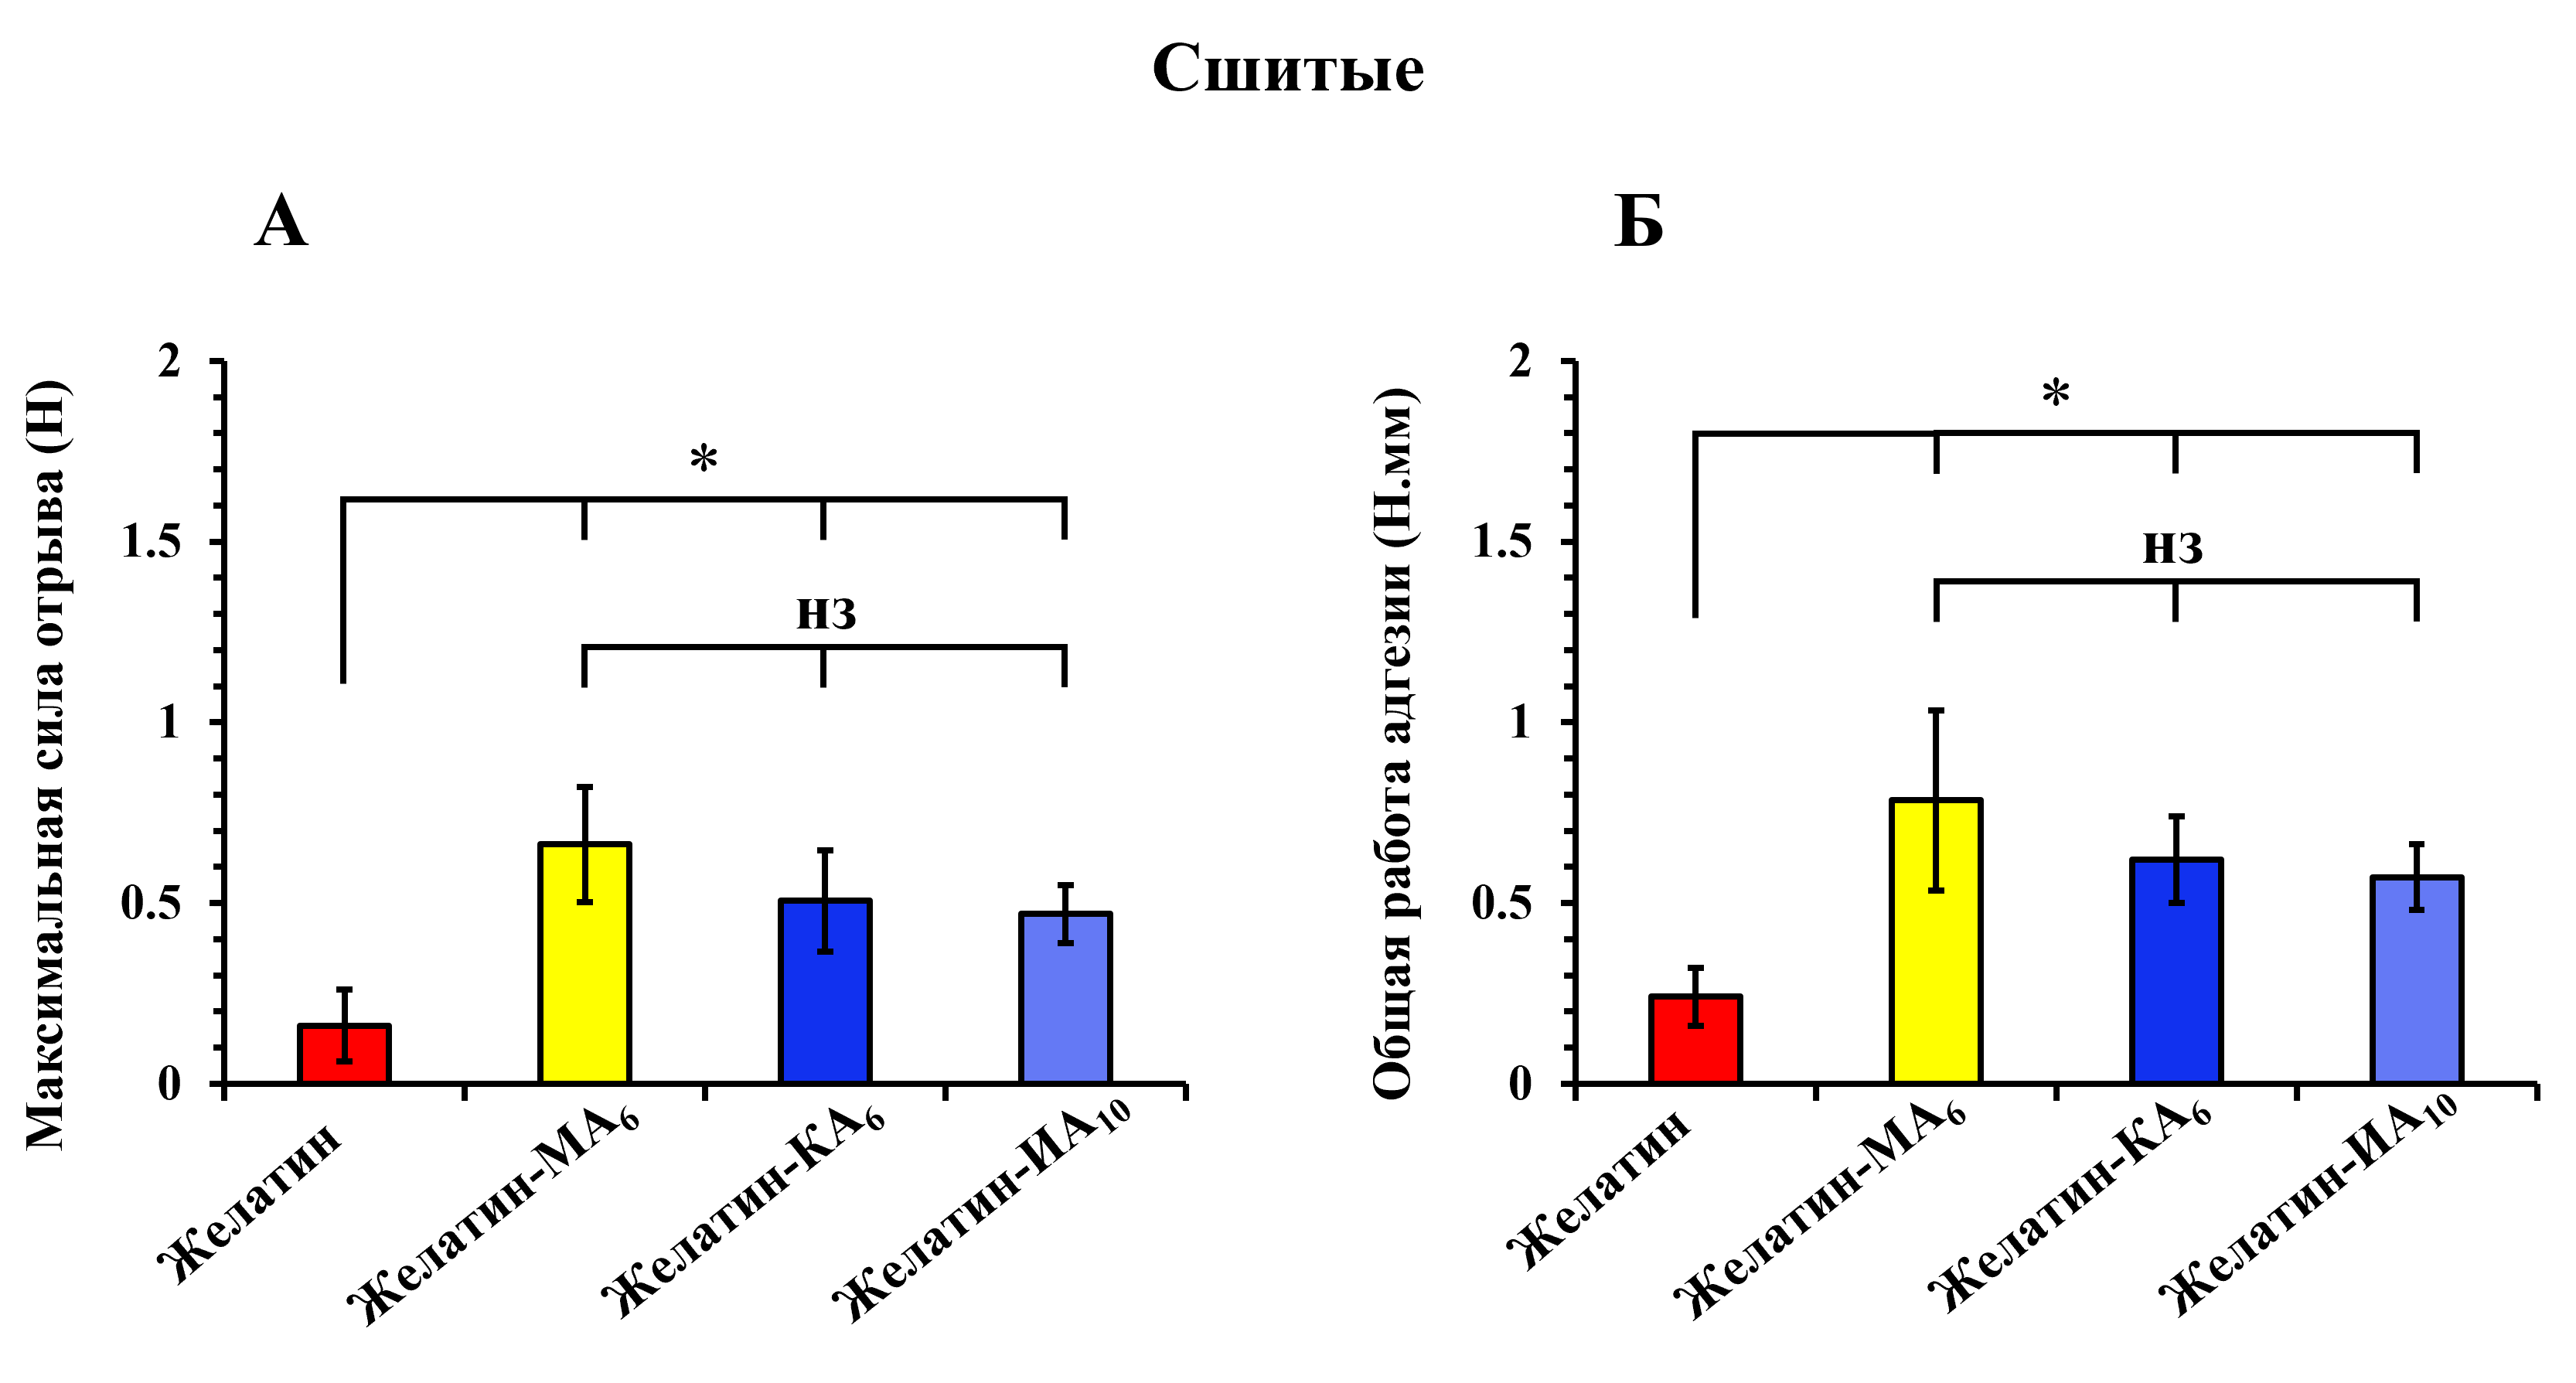 Сшитые
А
Максимальная сила отрыва (Н)
2
1.5
1
0.5
0
*
нз
Желатин
Желатин-МА₆
Желатин-КА₆
Желатин-ИА₁₀
Б
Общая работа адгезии (Н.мм)
2
1.5
1
0.5
0
*
нз
Желатин
Желатин-МА₆
Желатин-КА₆
Желатин-ИА₁₀